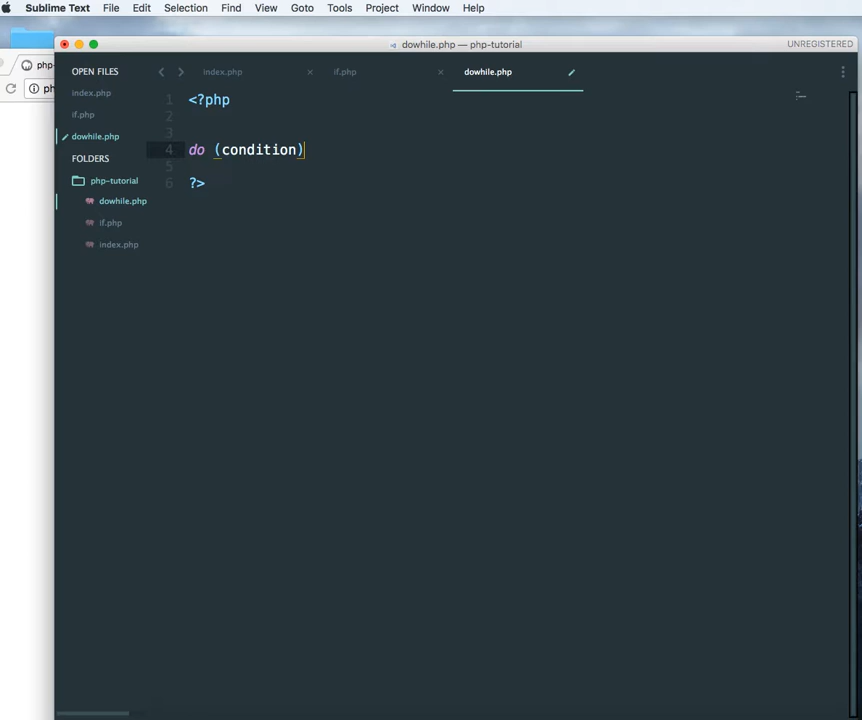 Sublime Text File Edit Selection Find View Goto Tools Project Window Help
dowhile.php — php-tutorial
UNREGISTERED
php-
ph
OPEN FILES
index.php
if.php
dowhile.php
FOLDERS
php-tutorial
dowhile.php
if.php
index.php
index.php × if.php × dowhile.php
1 <?php
2
3
4 do (condition)
5
6 ?>